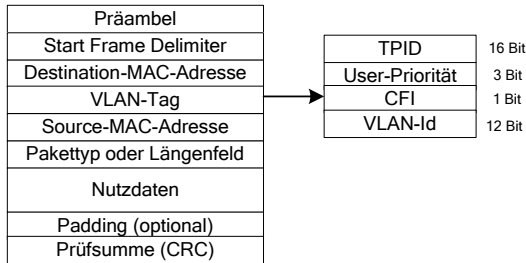 Präambel
Start Frame Delimiter
Destination-MAC-Adresse
VLAN-Tag
Source-MAC-Adresse
Pakettyp oder Längenfeld
Nutzdaten
Padding (optional)
Prüfsumme (CRC)
TPID 16 Bit
User-Priorität 3 Bit
CFI 1 Bit
VLAN-Id 12 Bit